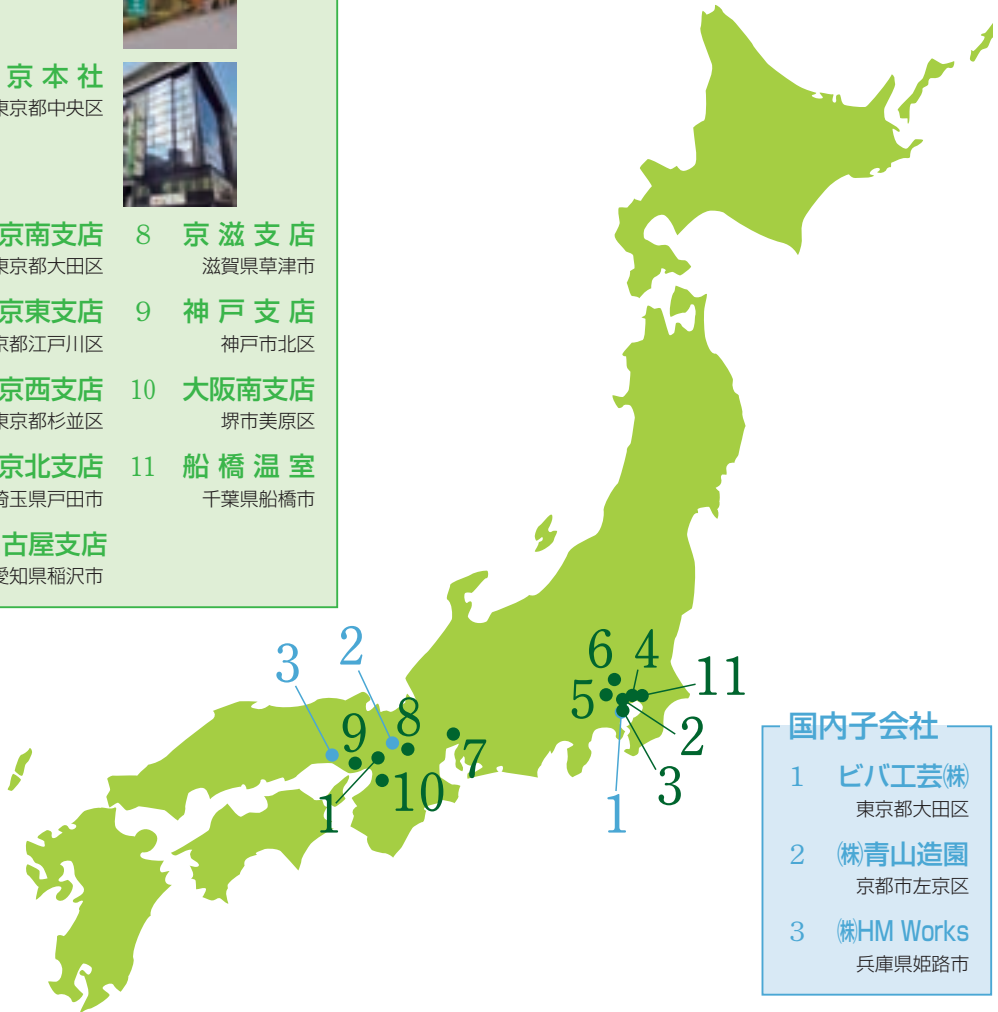 京本社
東京都中央区
京南支店
東京都大田区
京東支店
京都江戸川区
京西支店
東京都杉並区
京北支店
埼玉県戸田市
古屋支店
愛知県稲沢市
8 京滋支店
滋賀県草津市
9 神戸支店
神戸市北区
10 大阪南支店
堺市美原区
11 船橋温室
千葉県船橋市
3
2
9
8
7
1
10
6
4
5
11
2
3
1
国内子会社
1 ビバ工芸㈱
東京都大田区
2 ㈱青山造園
京都市左京区
3 ㈱HM Works
兵庫県姫路市